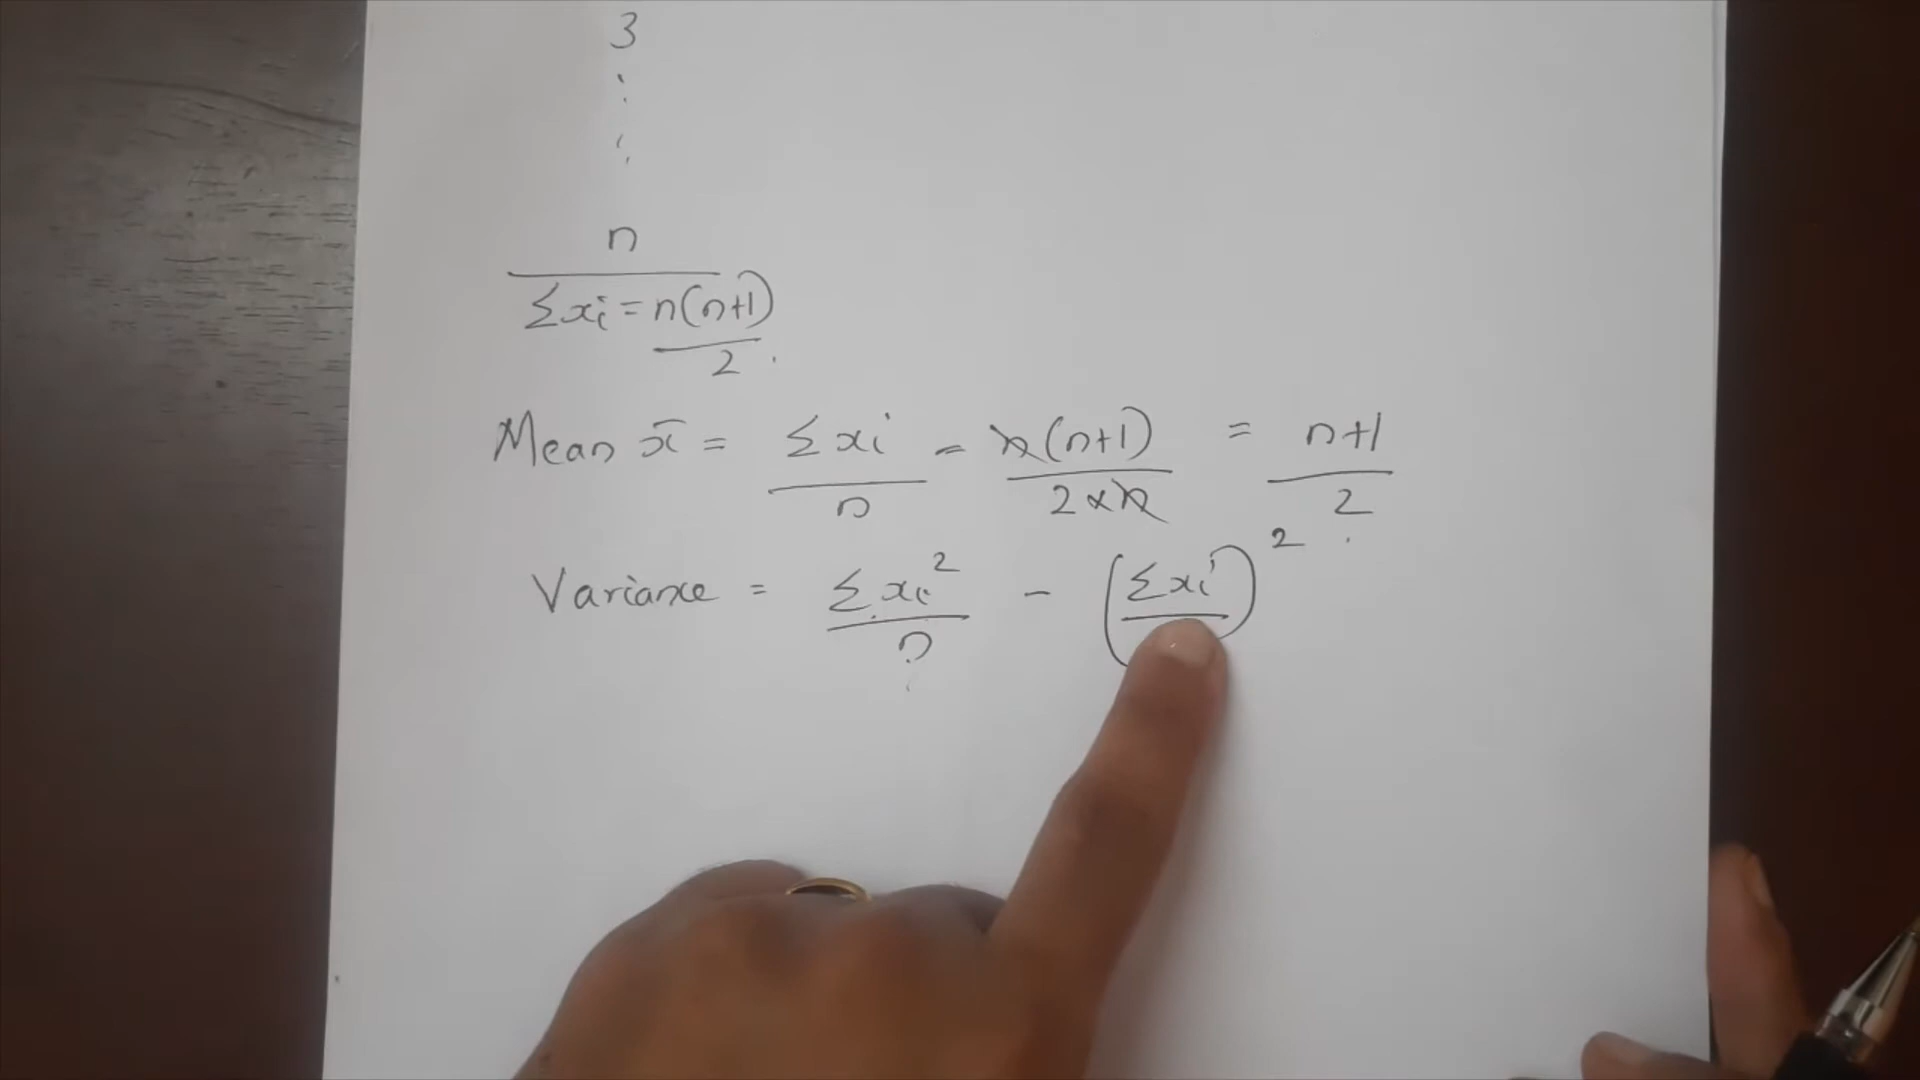 3
:
:
n
Σxi = n(n+1)
2
Mean x̄ = Σxi / n = n(n+1) / 2×n = n+1 / 2
Variance = Σxi² / n - (Σxi)²